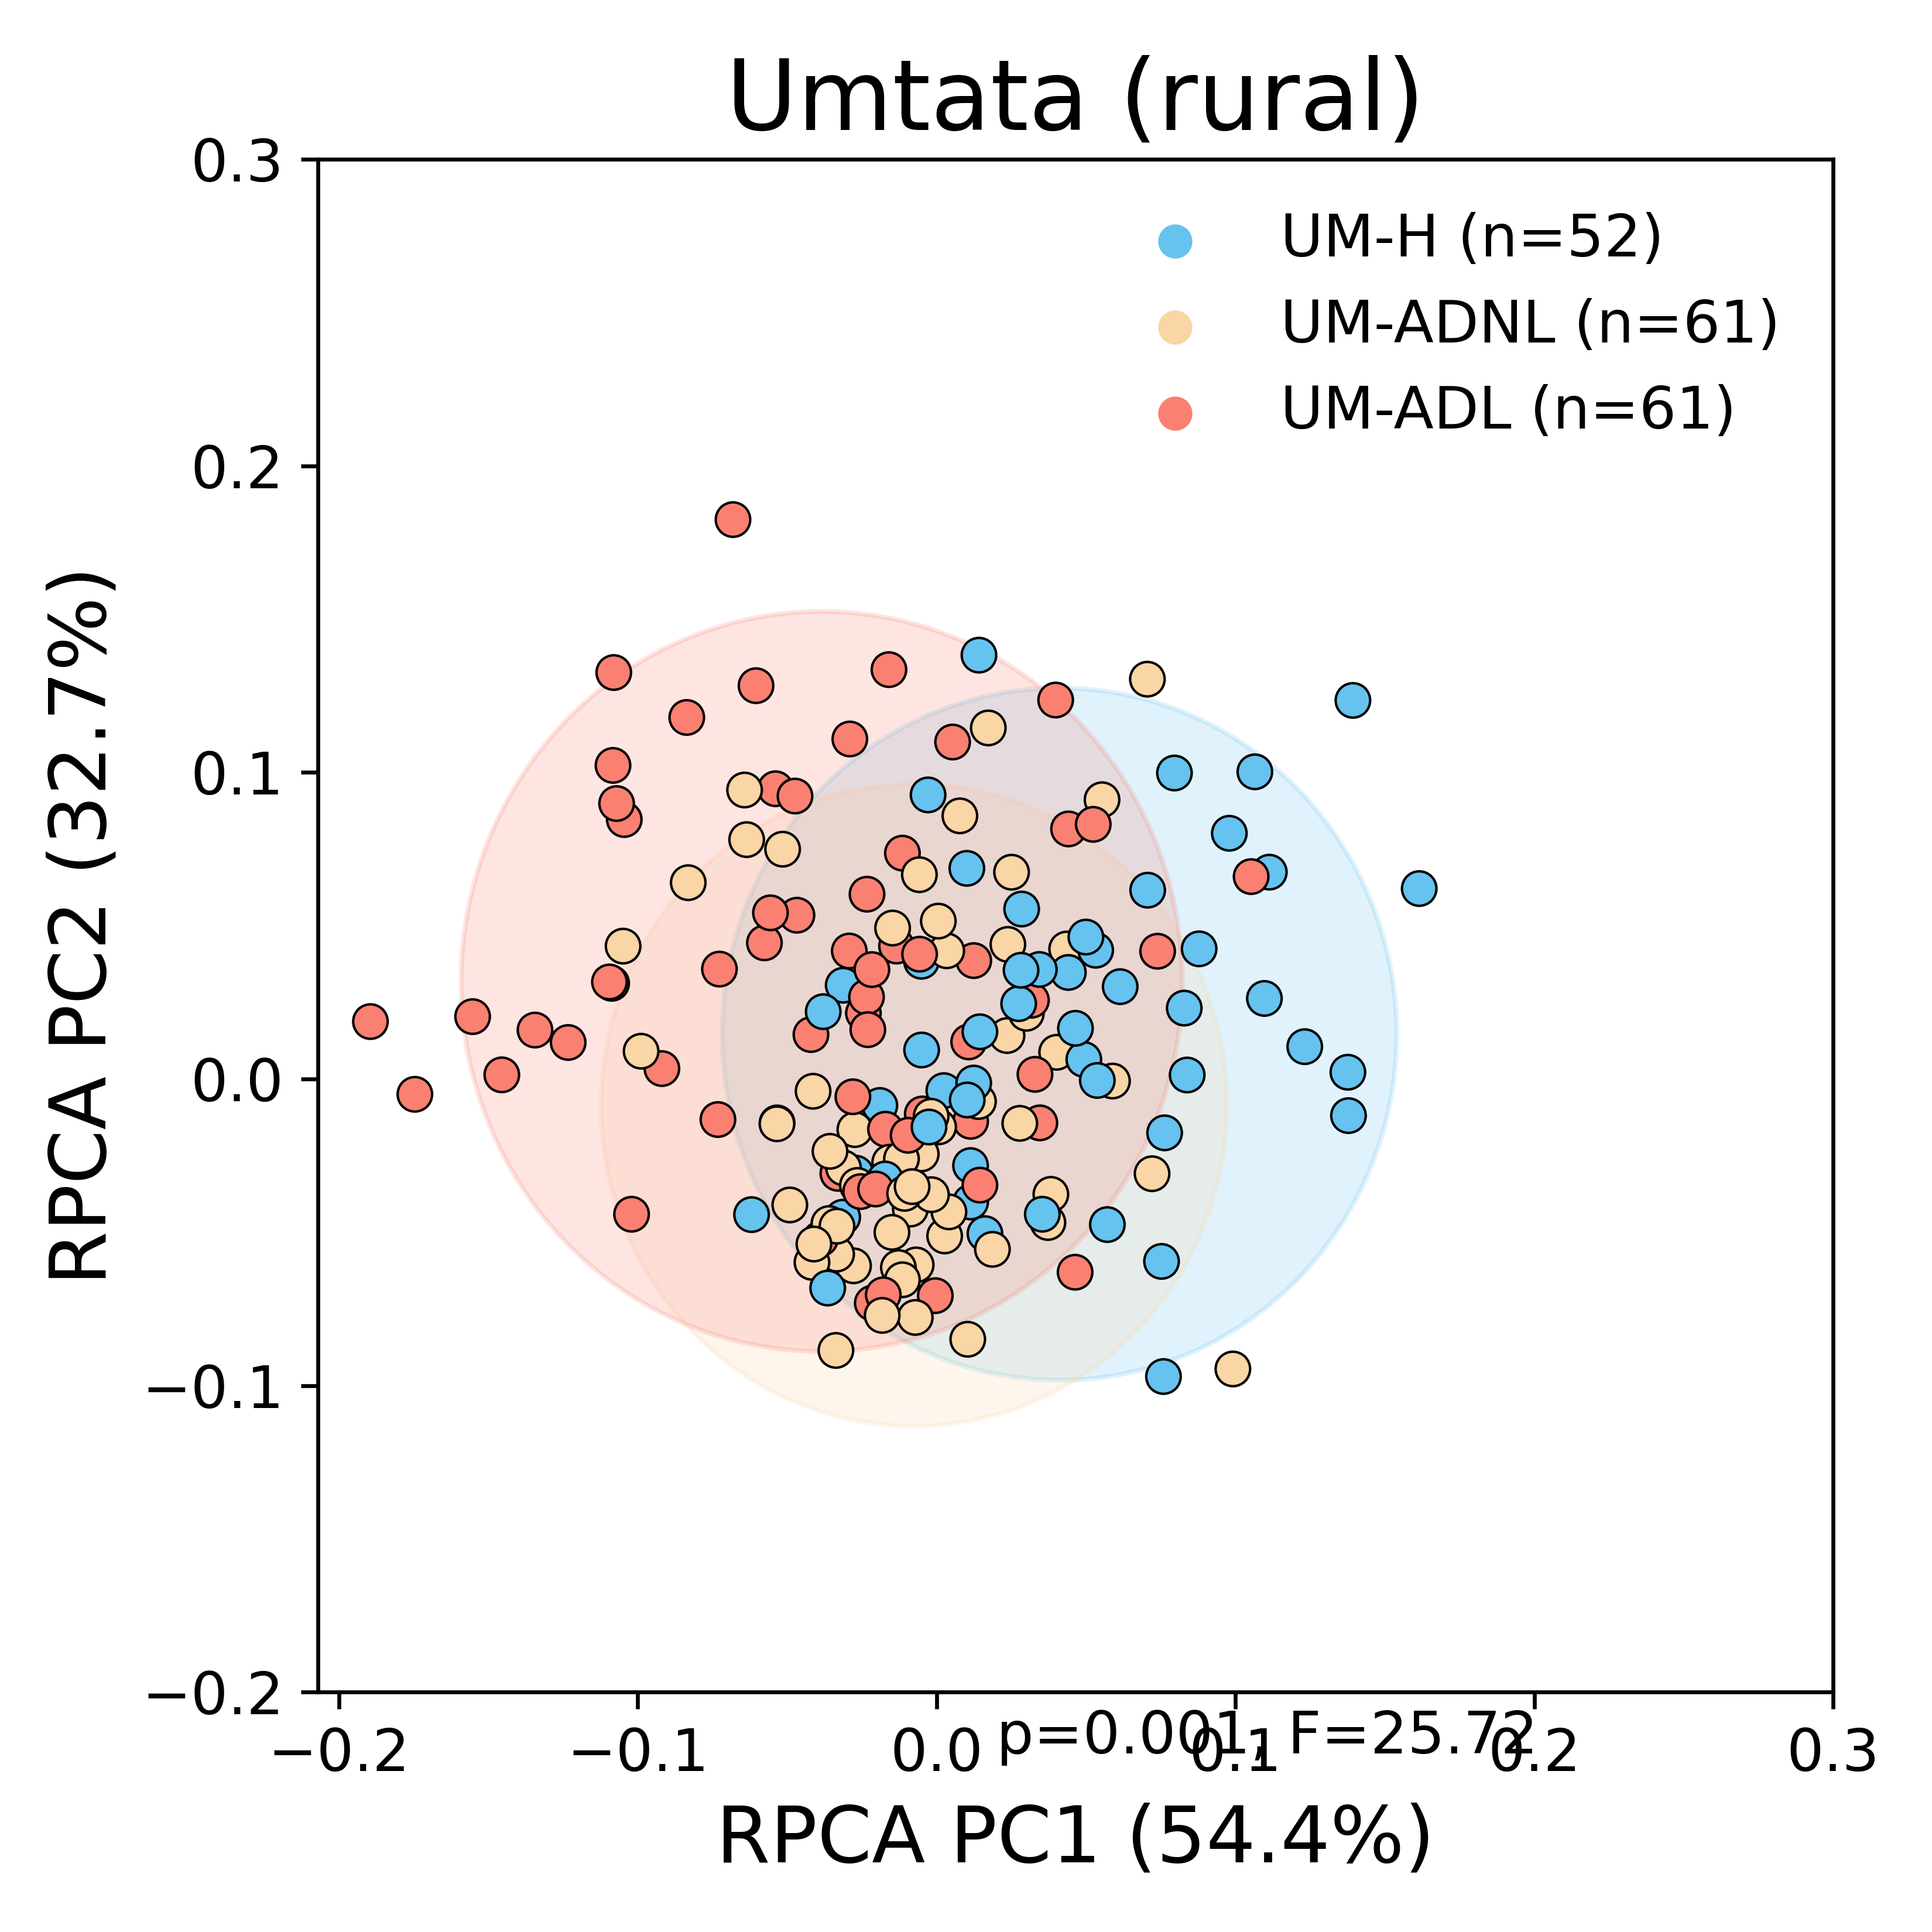 Umtata (rural)
UM-H (n=52)
UM-ADNL (n=61)
UM-ADL (n=61)
0.3
0.2
0.1
0.0
−0.1
−0.2
RPCA PC2 (32.7%)
p=0.001, F=25.72
−0.2 −0.1 0.0 0.1 0.2 0.3
RPCA PC1 (54.4%)